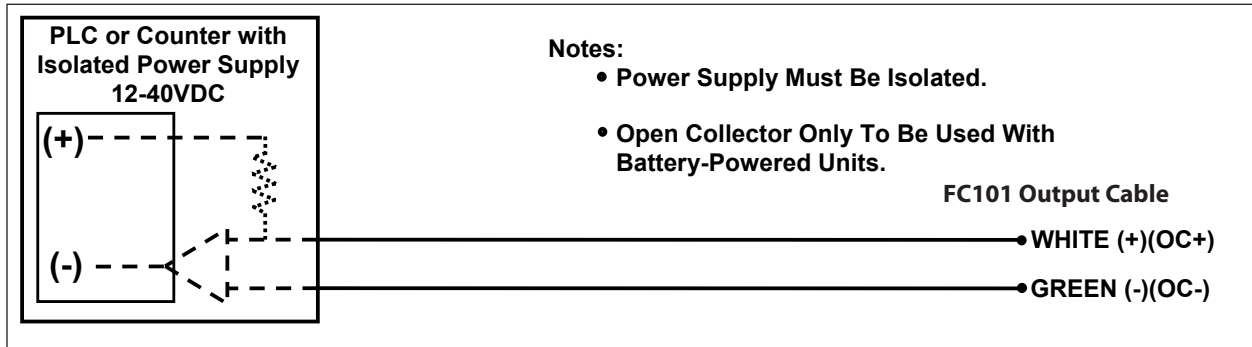 PLC or Counter with
Isolated Power Supply
12-40VDC
(+)
(-)
Notes:
• Power Supply Must Be Isolated.
• Open Collector Only To Be Used With
Battery-Powered Units.
FC101 Output Cable
WHITE (+)(OC+)
GREEN (-)(OC-)